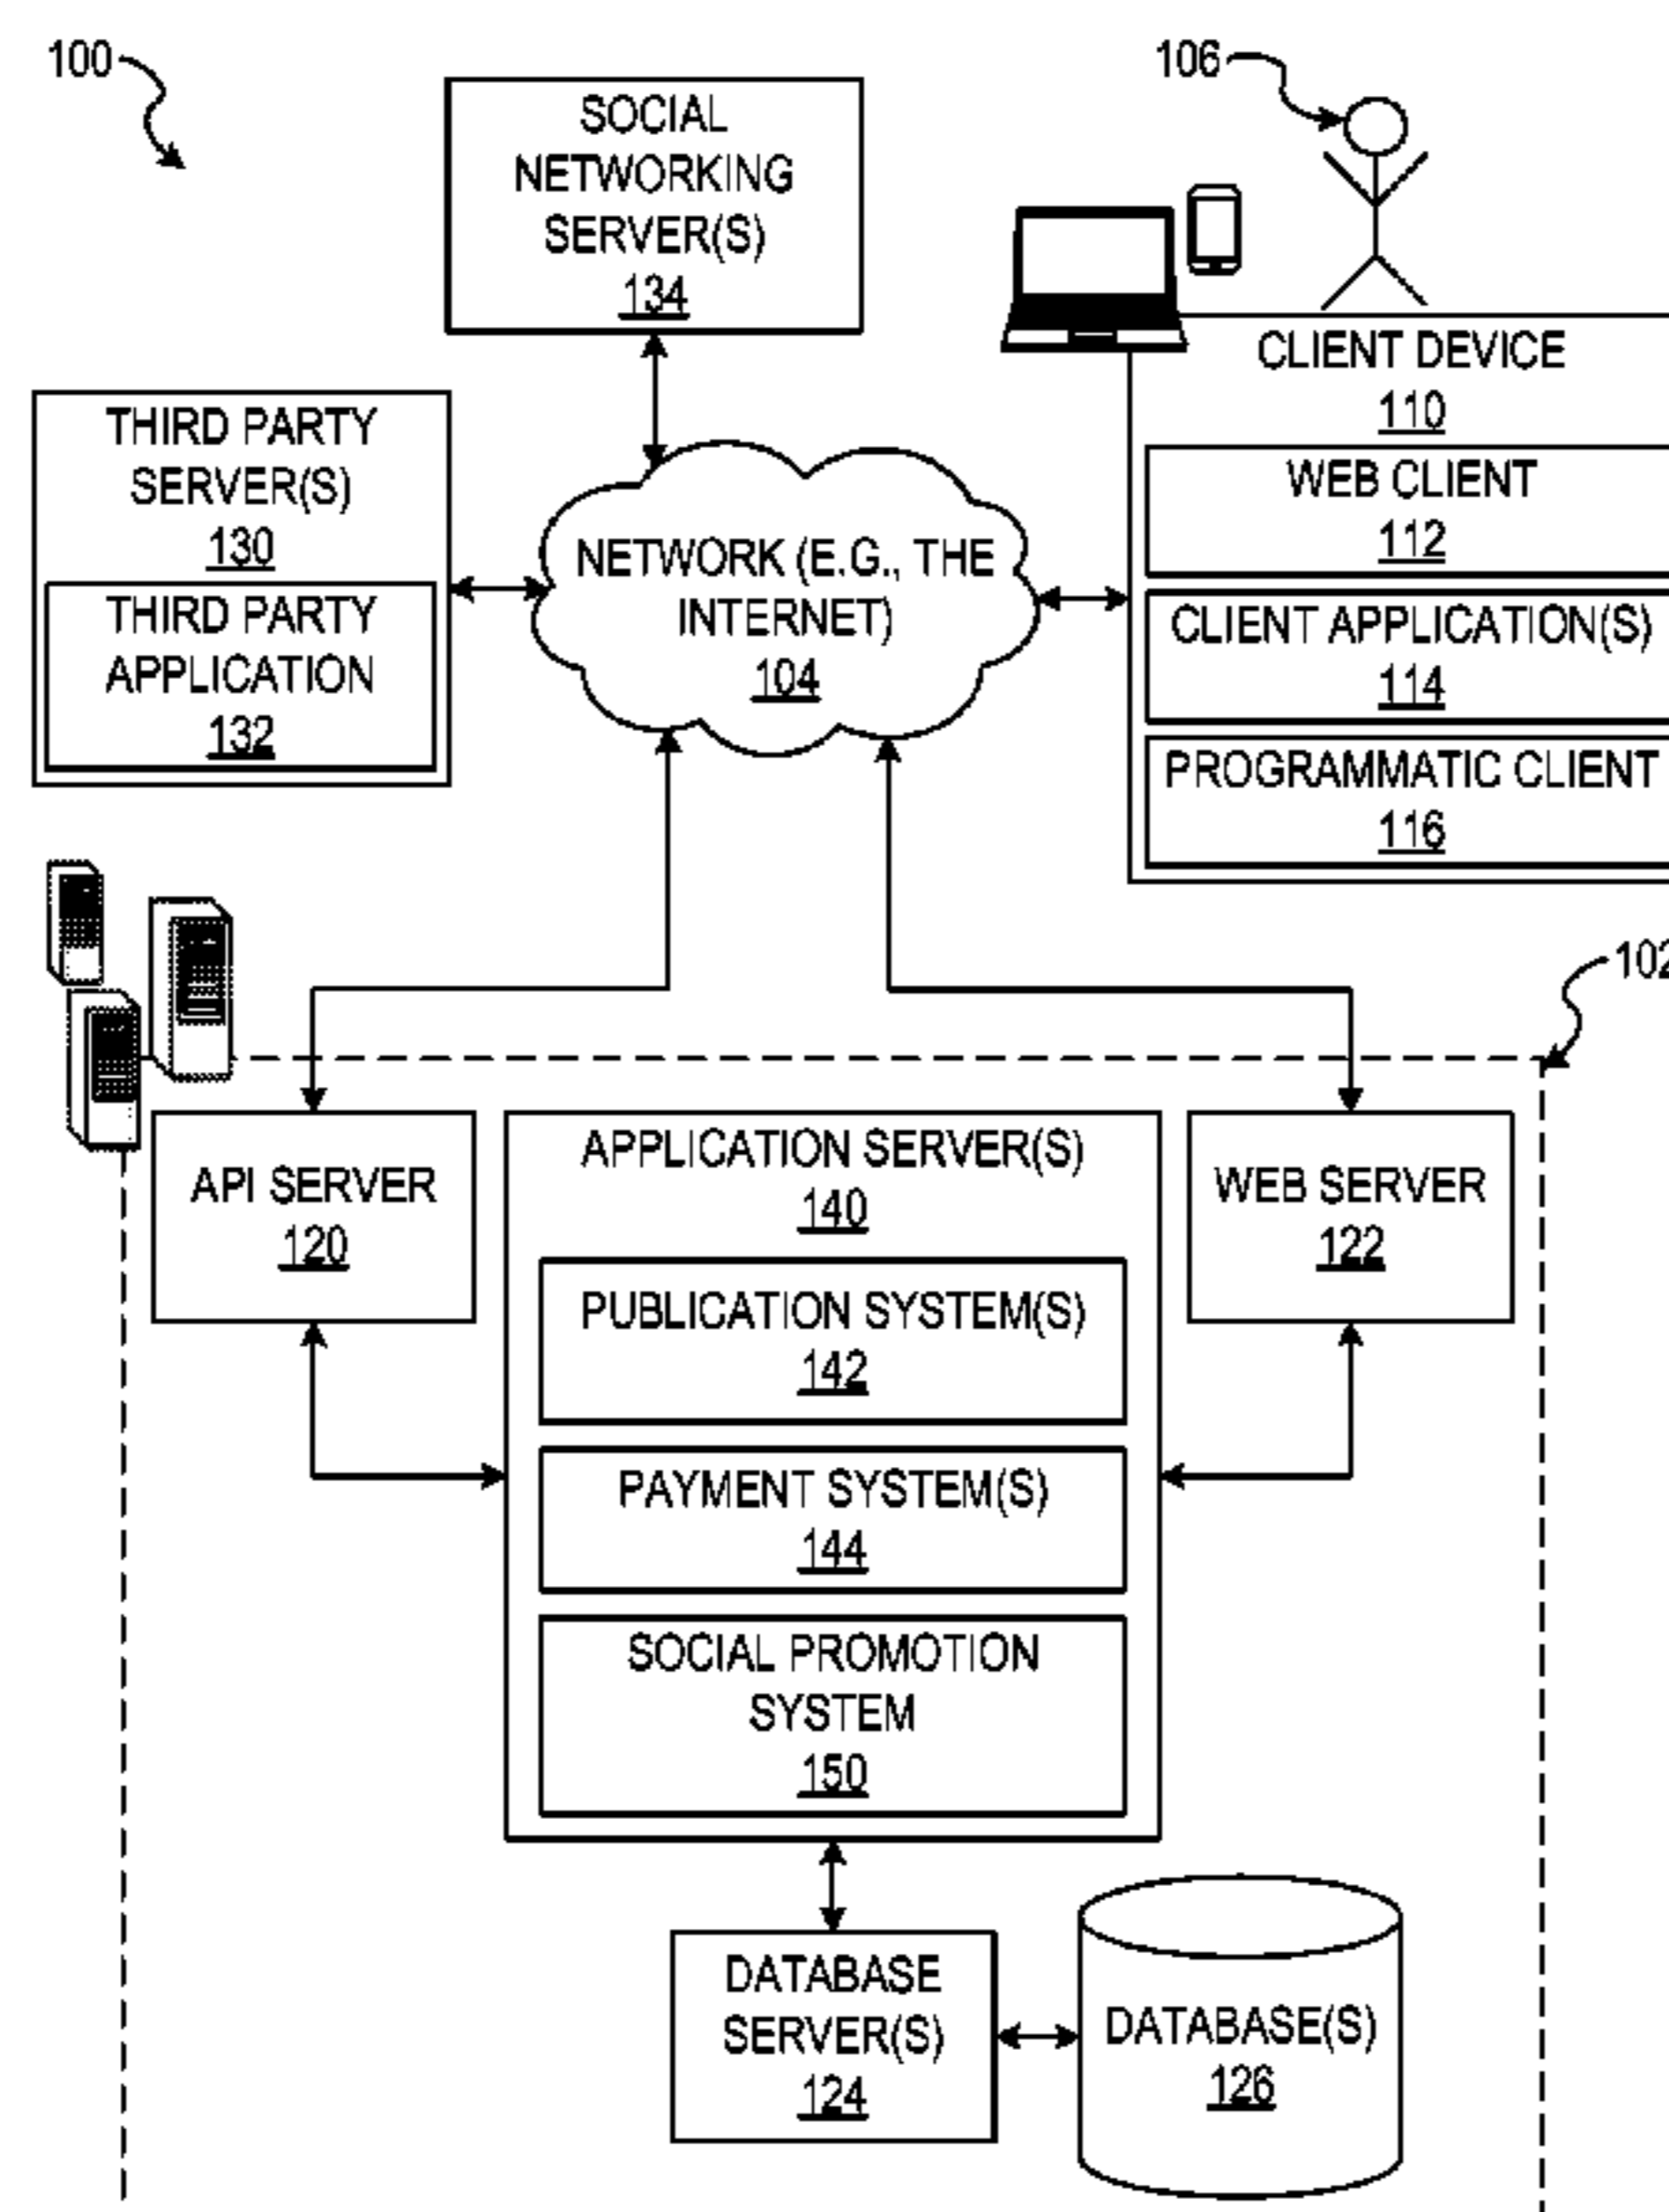 100
106
SOCIAL
NETWORKING
SERVER(S)
134
CLIENT DEVICE
110
THIRD PARTY
SERVER(S)
130
THIRD PARTY
APPLICATION
132
NETWORK (E.G., THE
INTERNET)
104
WEB CLIENT
112
CLIENT APPLICATION(S)
114
PROGRAMMATIC CLIENT
116
102
API SERVER
120
APPLICATION SERVER(S)
140
PUBLICATION SYSTEM(S)
142
PAYMENT SYSTEM(S)
144
SOCIAL PROMOTION
SYSTEM
150
WEB SERVER
122
DATABASE
SERVER(S)
124
DATABASE(S)
126